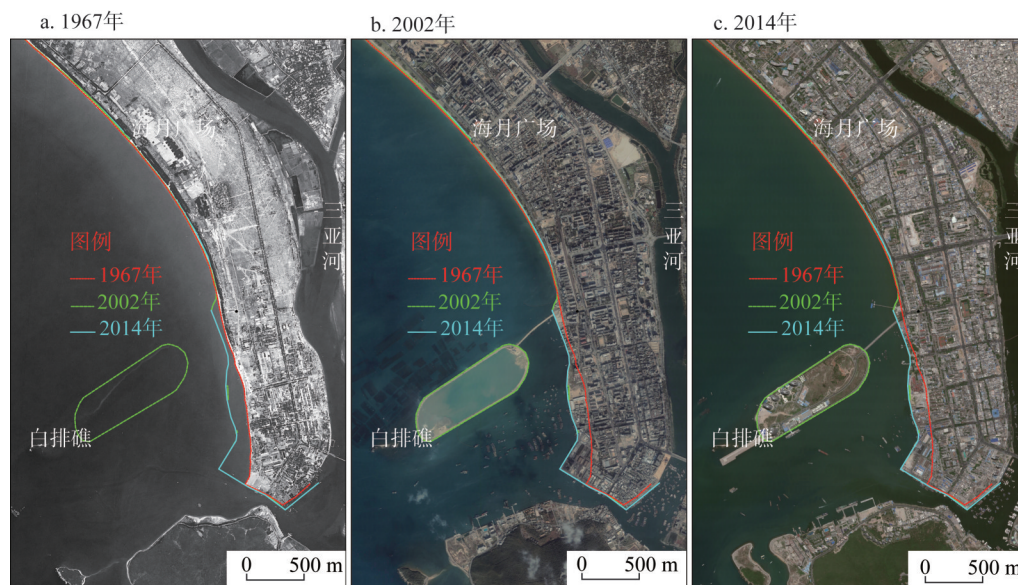 a. 1967年
b. 2002年
c. 2014年
海月广场
三亚河
图例
1967年
2002年
2014年
白排礁
0 500 m
海月广场
三亚河
图例
1967年
2002年
2014年
白排礁
0 500 m
海月广场
三亚河
图例
1967年
2002年
2014年
白排礁
0 500 m